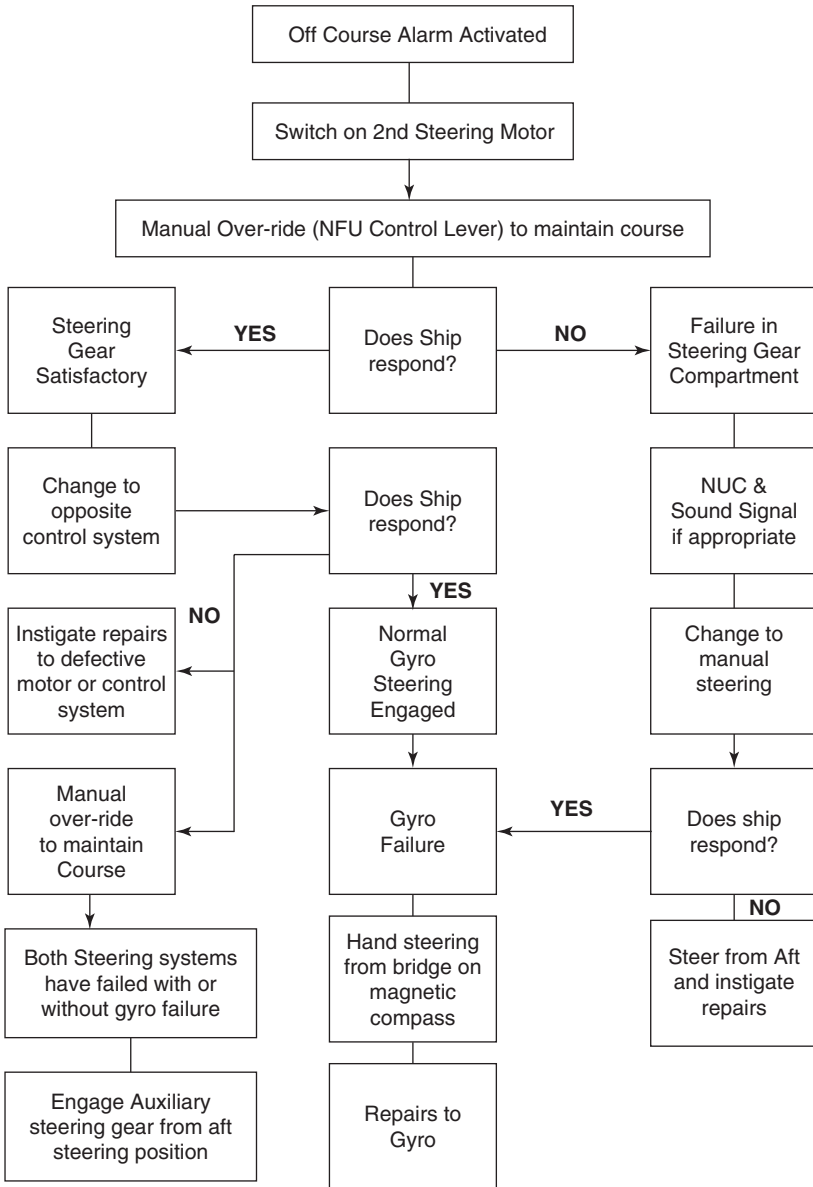 Off Course Alarm Activated
Switch on 2nd Steering Motor
Manual Over-ride (NFU Control Lever) to maintain course
Steering
Gear
Satisfactory
YES
Does Ship
respond?
NO
Failure in
Steering Gear
Compartment
Change to
opposite
control system
Does Ship
respond?
NUC &
Sound Signal
if appropriate
NO
YES
Instigate repairs
to defective
motor or control
system
Normal
Gyro
Steering
Engaged
Change to
manual
steering
Manual
over-ride
to maintain
Course
Gyro
Failure
YES
Does ship
respond?
NO
Both Steering systems
have failed with or
without gyro failure
Hand steering
from bridge on
magnetic
compass
Steer from Aft
and instigate
repairs
Engage Auxiliary
steering gear from aft
steering position
Repairs to
Gyro